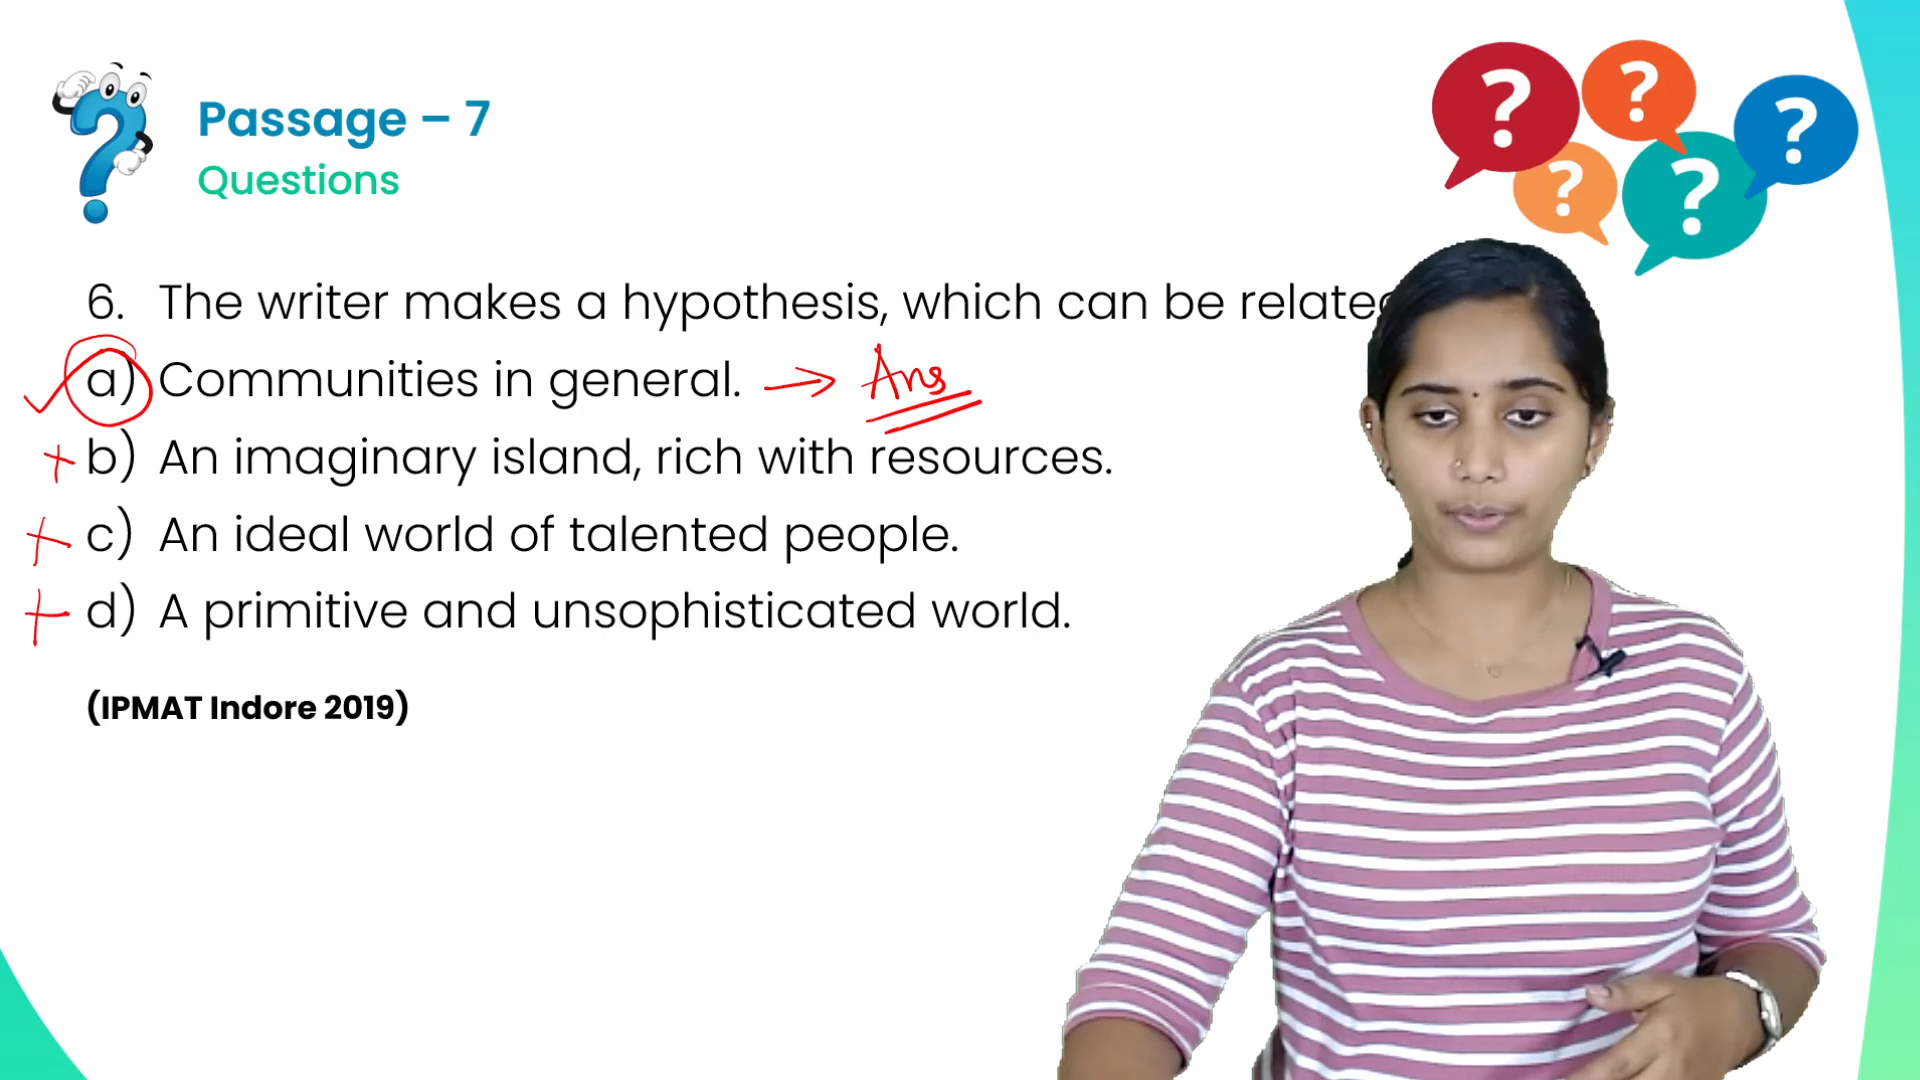 Passage – 7
Questions
6. The writer makes a hypothesis, which can be related
a) Communities in general. → Ans
b) An imaginary island, rich with resources.
c) An ideal world of talented people.
d) A primitive and unsophisticated world.
(IPMAT Indore 2019)